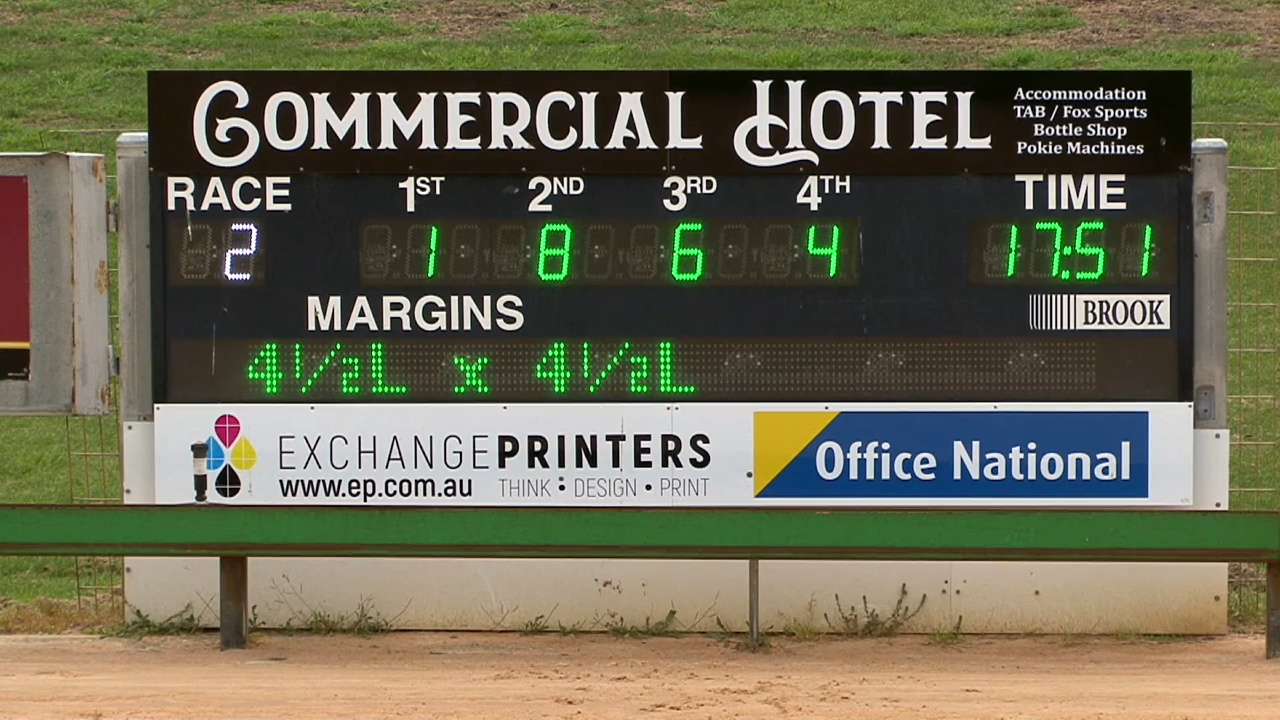 COMMERCIAL HOTEL
Accommodation
TAB / Fox Sports
Bottle Shop
Pokie Machines
RACE 1ST 2ND 3RD 4TH TIME
2 1 8 6 4 17:51
MARGINS
BROOK
4½L x 4½L
EXCHANGEPRINTERS
www.ep.com.au THINK • DESIGN • PRINT
Office National